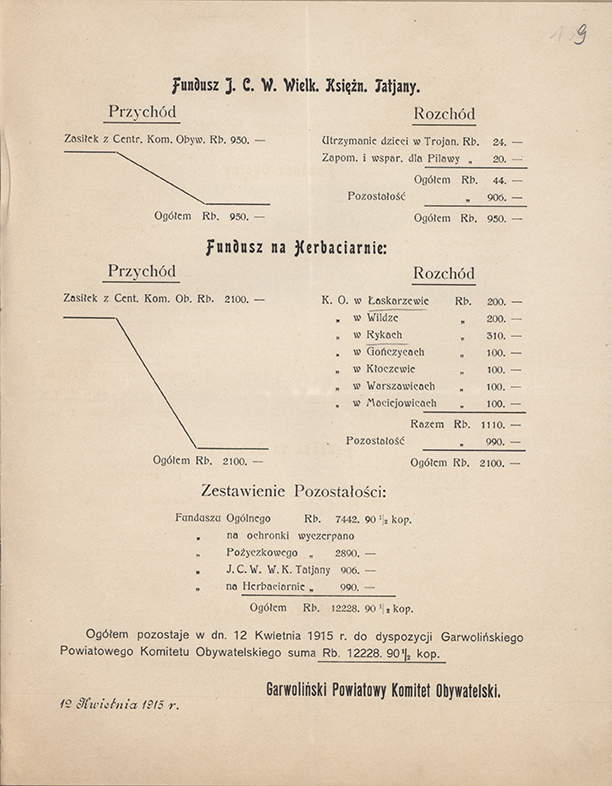 9
Fundusz J. C. W. Wielk. Księżn. Tatjany.
Przychód
Zasiłek z Centr. Kom. Obyw. Rb. 950. —
Ogółem Rb. 950. —
Rozchód
Utrzymanie dzieci w Trojan. Rb. 24. —
Zapom. i wspar. dla Pilawy „ 20. —
Ogółem Rb. 44. —
Pozostałość „ 906. —
Ogółem Rb. 950. —
Fundusz na Herbaciarnie:
Przychód
Zasiłek z Cent. Kom. Ob. Rb. 2100. —
Ogółem Rb. 2100. —
Rozchód
K. O. w Łaskarzewie Rb. 200. —
„ w Wildze „ 200. —
„ w Rykach „ 310. —
„ w Gończycach „ 100. —
„ w Kłoczewie „ 100. —
„ w Warszawicach „ 100. —
„ w Maciejowicach „ 100. —
Razem Rb. 1110. —
Pozostałość „ 990. —
Ogółem Rb. 2100. —
Zestawienie Pozostałości:
Funduszu Ogólnego Rb. 7442. 90 1/2 kop.
„ na ochronki wyczerpano
„ Pożyczkowego „ 2890. —
„ J. C. W. W. K. Tatjany 906. —
„ na Herbaciarnie „ 990. —
Ogółem Rb. 12228. 90 1/2 kop.
Ogółem pozostaje w dn. 12 Kwietnia 1915 r. do dyspozycji Garwolińskiego
Powiatowego Komitetu Obywatelskiego suma Rb. 12228. 90 1/2 kop.
Garwoliński Powiatowy Komitet Obywatelski.
12 Kwietnia 1915 r.